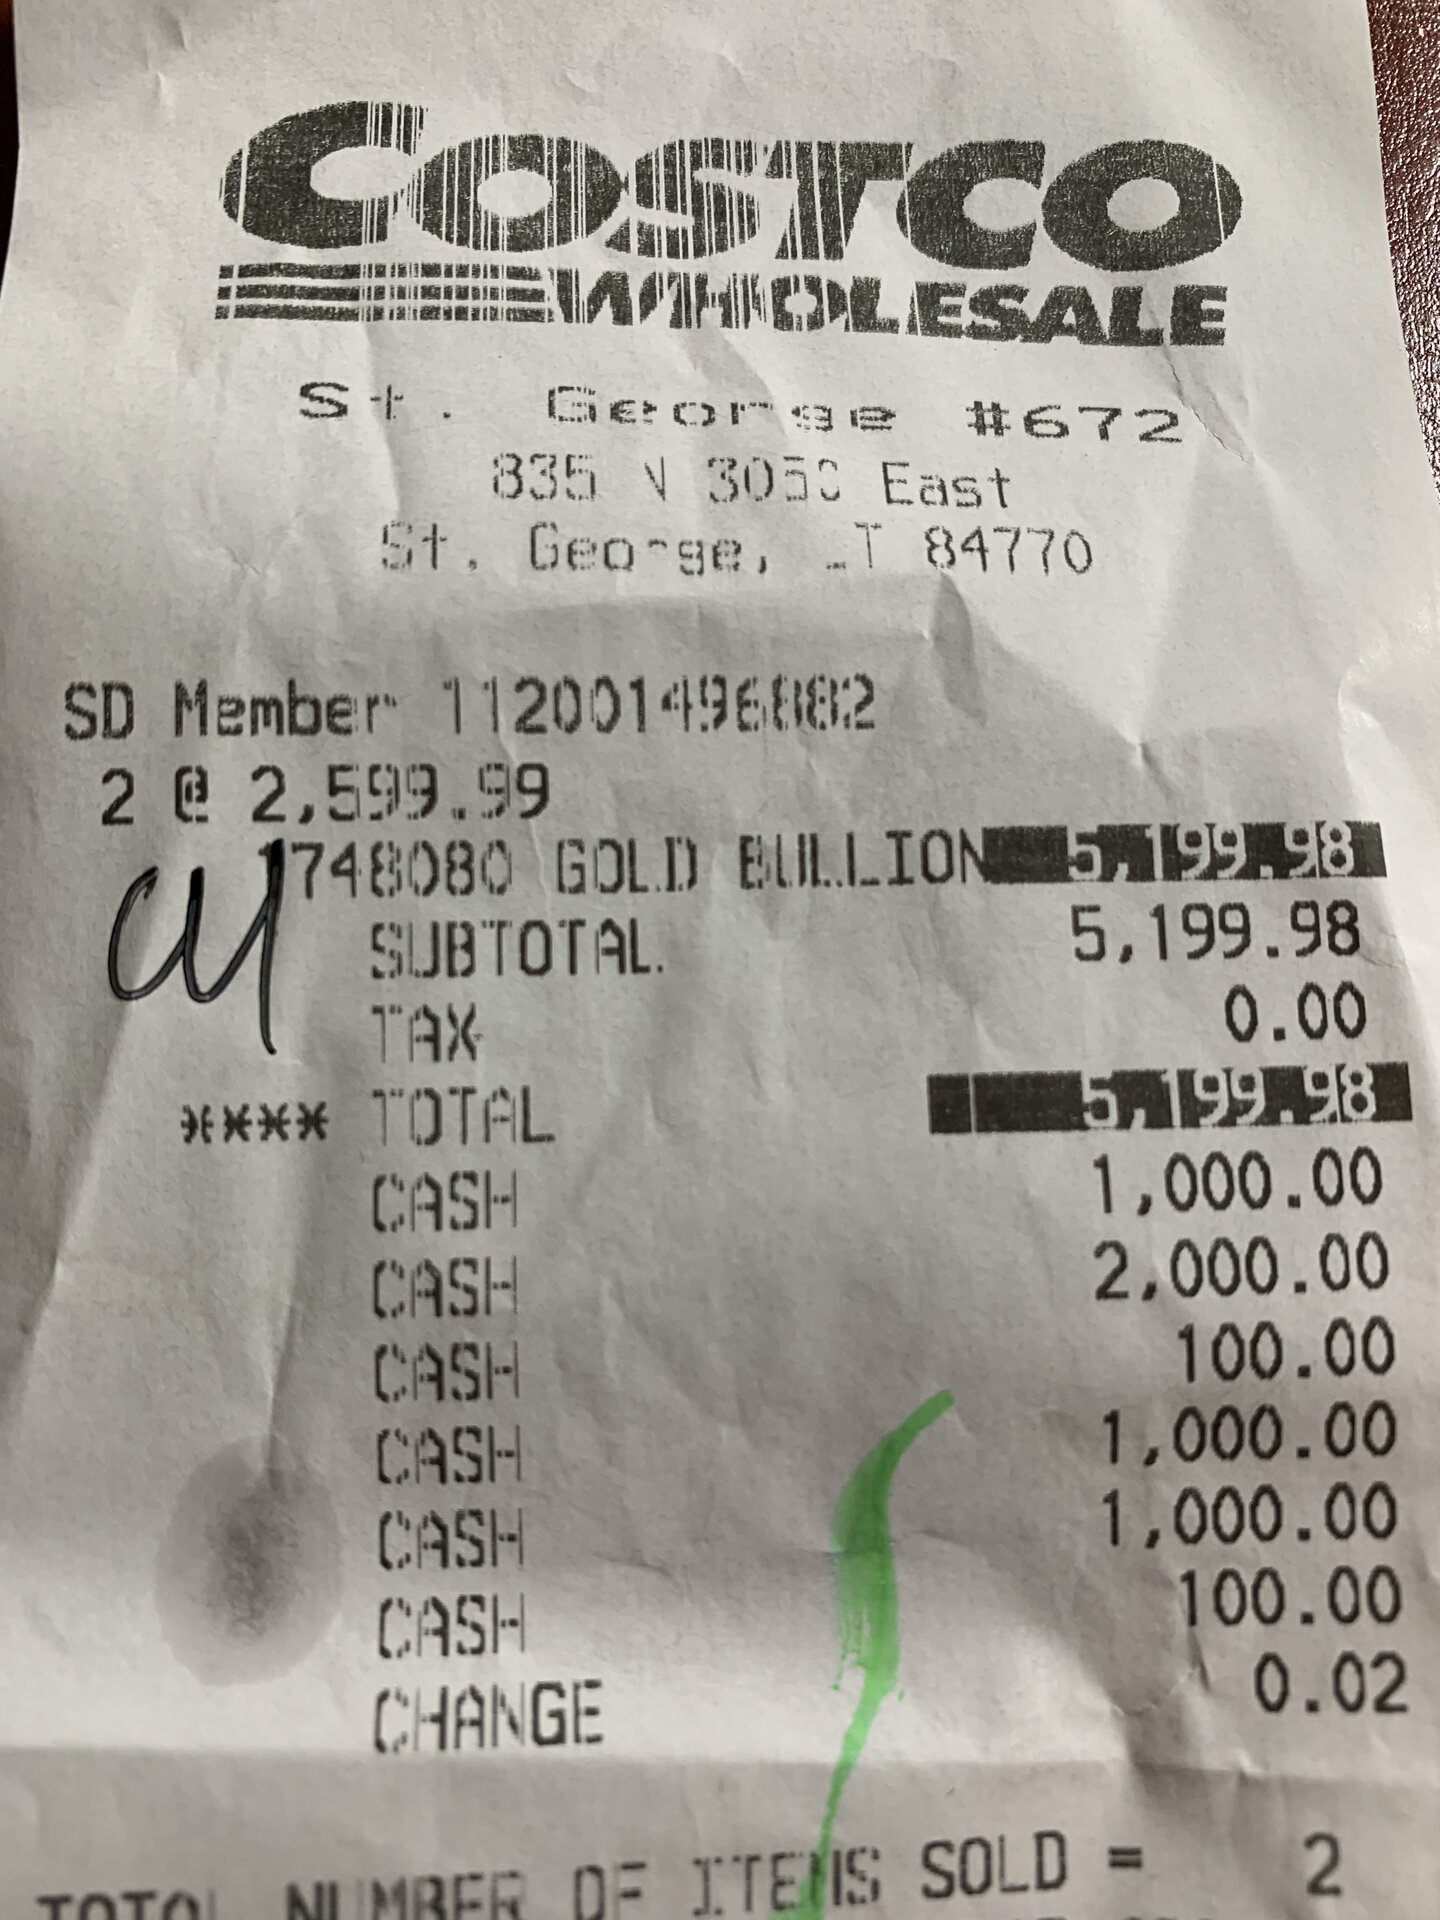 COSTCO
WHOLESALE
St. George #672
835 N 3050 East
St. George, UT 84770
SD Member 112001496882
2 @ 2,599.99
1748080 GOLD BULLION 5,199.98
SUBTOTAL 5,199.98
TAX 0.00
**** TOTAL 5,199.98
CASH 1,000.00
CASH 2,000.00
CASH 100.00
CASH 1,000.00
CASH 1,000.00
CASH 100.00
CHANGE 0.02
TOTAL NUMBER OF ITEMS SOLD = 2